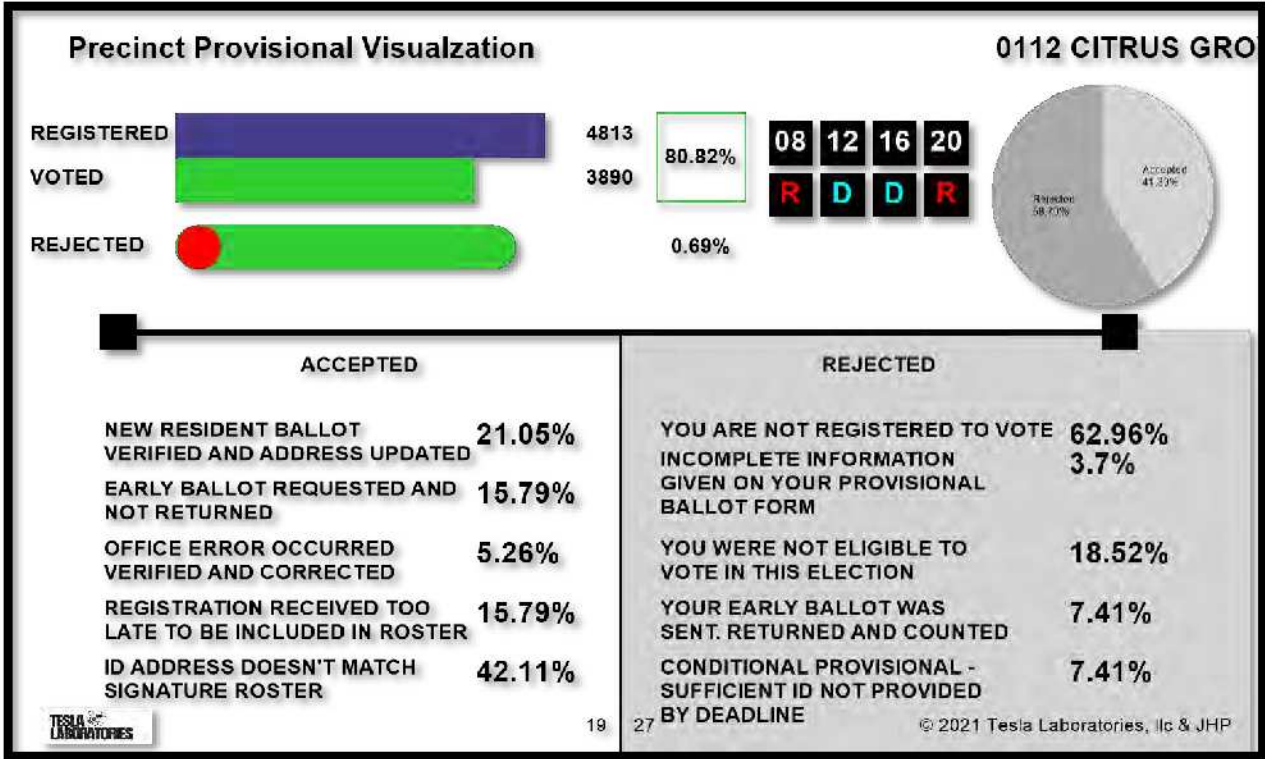 Precinct Provisional Visualzation
0112 CITRUS GRO
REGISTERED
4813
VOTED
3890
80.82%
08 12 16 20
R D D R
REJECTED
0.69%
Accepted
41.30%
Rejected
58.70%
ACCEPTED
NEW RESIDENT BALLOT
VERIFIED AND ADDRESS UPDATED
21.05%
EARLY BALLOT REQUESTED AND
NOT RETURNED
15.79%
OFFICE ERROR OCCURRED
VERIFIED AND CORRECTED
5.26%
REGISTRATION RECEIVED TOO
LATE TO BE INCLUDED IN ROSTER
15.79%
ID ADDRESS DOESN'T MATCH
SIGNATURE ROSTER
42.11%
19
REJECTED
YOU ARE NOT REGISTERED TO VOTE
62.96%
INCOMPLETE INFORMATION
GIVEN ON YOUR PROVISIONAL
BALLOT FORM
3.7%
YOU WERE NOT ELIGIBLE TO
VOTE IN THIS ELECTION
18.52%
YOUR EARLY BALLOT WAS
SENT. RETURNED AND COUNTED
7.41%
CONDITIONAL PROVISIONAL -
SUFFICIENT ID NOT PROVIDED
BY DEADLINE
7.41%
27
TESLA
LABORATORIES
© 2021 Tesla Laboratories, llc & JHP